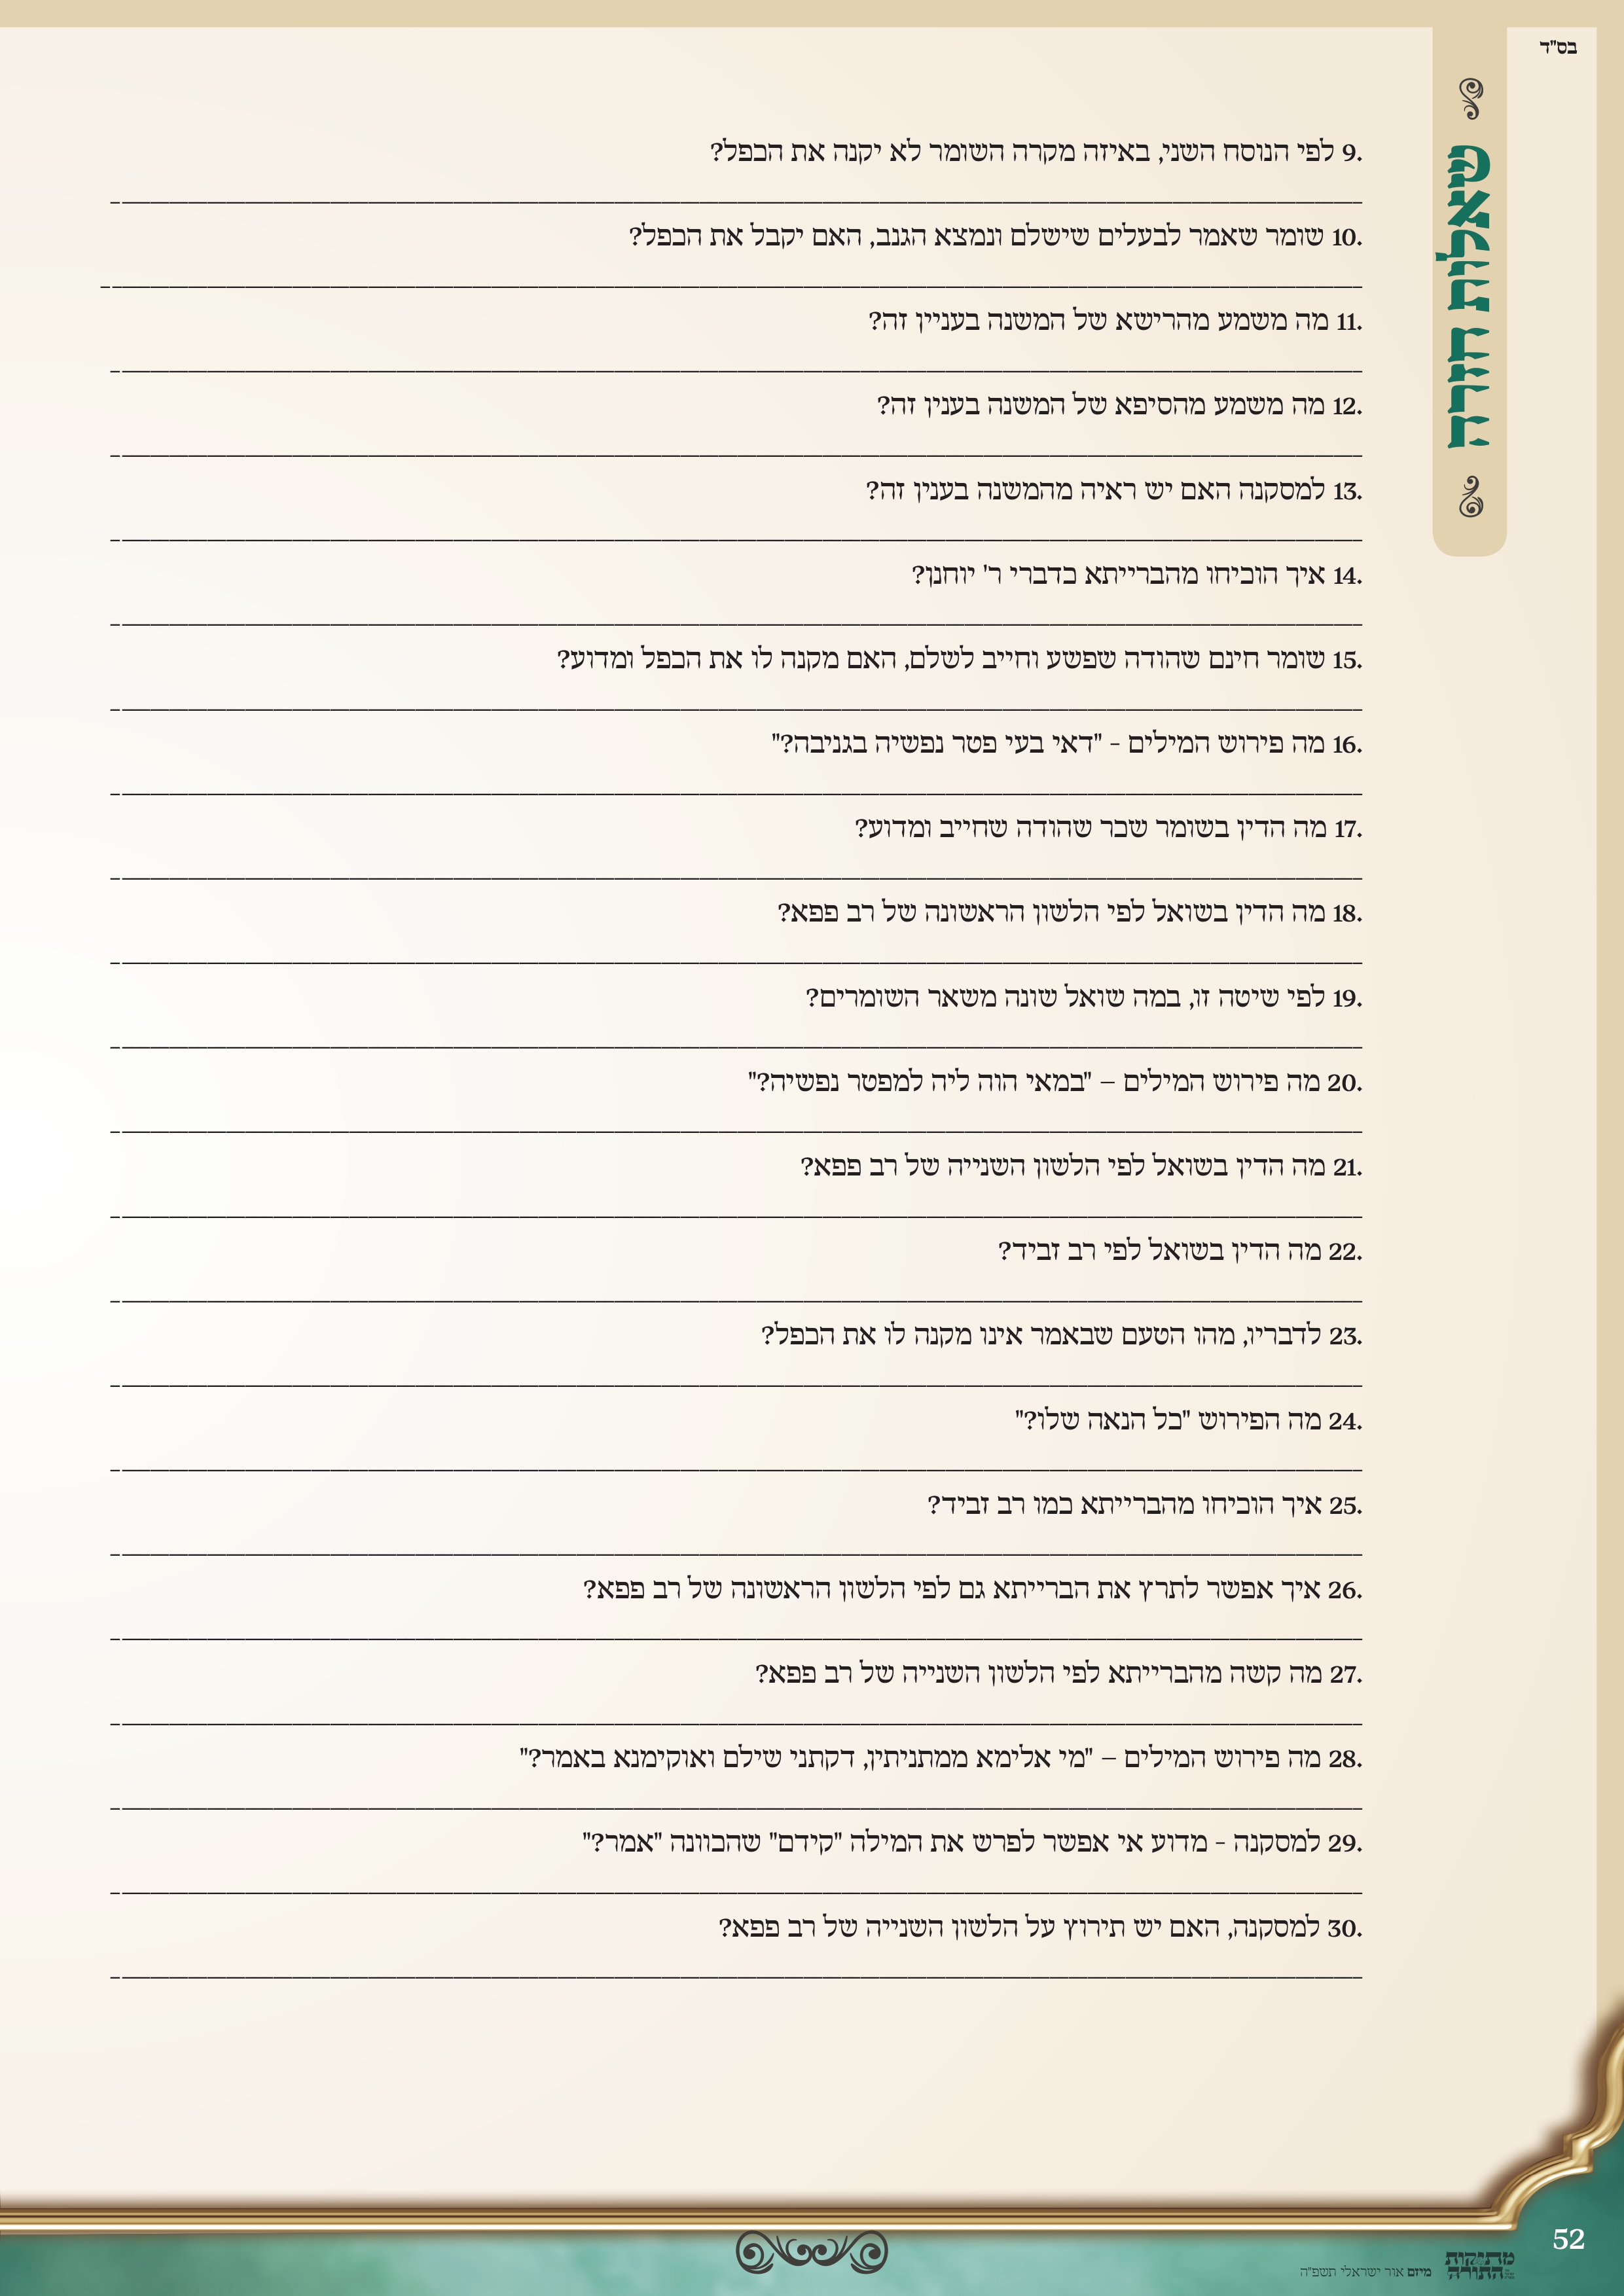 בס"ד
שאלות חזרה
9. לפי הנוסח השני, באיזה מקרה השומר לא יקנה את הכפל?
10. שומר שאמר לבעלים שישלם ונמצא הגנב, האם יקבל את הכפל?
11. מה משמע מהרישא של המשנה בעניין זה?
12. מה משמע מהסיפא של המשנה בענין זה?
13. למסקנה האם יש ראיה מהמשנה בענין זה?
14. איך הוכיחו מהברייתא כדברי ר' יוחנן?
15. שומר חינם שהודה שפשע וחייב לשלם, האם מקנה לו את הכפל ומדוע?
16. מה פירוש המילים - "דאי בעי פטר נפשיה בגניבה?"
17. מה הדין בשומר שכר שהודה שחייב ומדוע?
18. מה הדין בשואל לפי הלשון הראשונה של רב פפא?
19. לפי שיטה זו, במה שואל שונה משאר השומרים?
20. מה פירוש המילים – "במאי הוה ליה למפטר נפשיה?"
21. מה הדין בשואל לפי הלשון השנייה של רב פפא?
22. מה הדין בשואל לפי רב זביד?
23. לדבריו, מהו הטעם שבאמר אינו מקנה לו את הכפל?
24. מה הפירוש "כל הנאה שלו?"
25. איך הוכיחו מהברייתא כמו רב זביד?
26. איך אפשר לתרץ את הברייתא גם לפי הלשון הראשונה של רב פפא?
27. מה קשה מהברייתא לפי הלשון השנייה של רב פפא?
28. מה פירוש המילים – "מי אלימא ממתניתין, דקתני שילם ואוקימנא באמר?"
29. למסקנה - מדוע אי אפשר לפרש את המילה "קידם" שהכוונה "אמר?"
30. למסקנה, האם יש תירוץ על הלשון השנייה של רב פפא?
52
מתיקות
התורה
מיזם אור ישראלי תשפ"ה